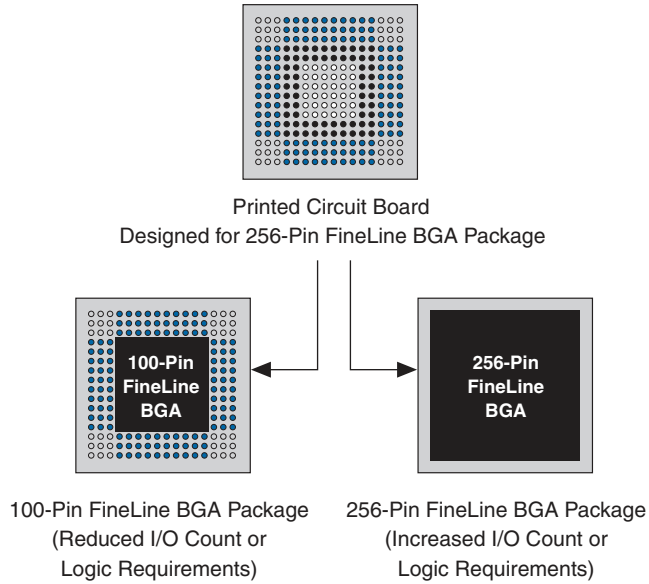 Printed Circuit Board
Designed for 256-Pin FineLine BGA Package
100-Pin
FineLine
BGA
256-Pin
FineLine
BGA
100-Pin FineLine BGA Package
(Reduced I/O Count or
Logic Requirements)
256-Pin FineLine BGA Package
(Increased I/O Count or
Logic Requirements)